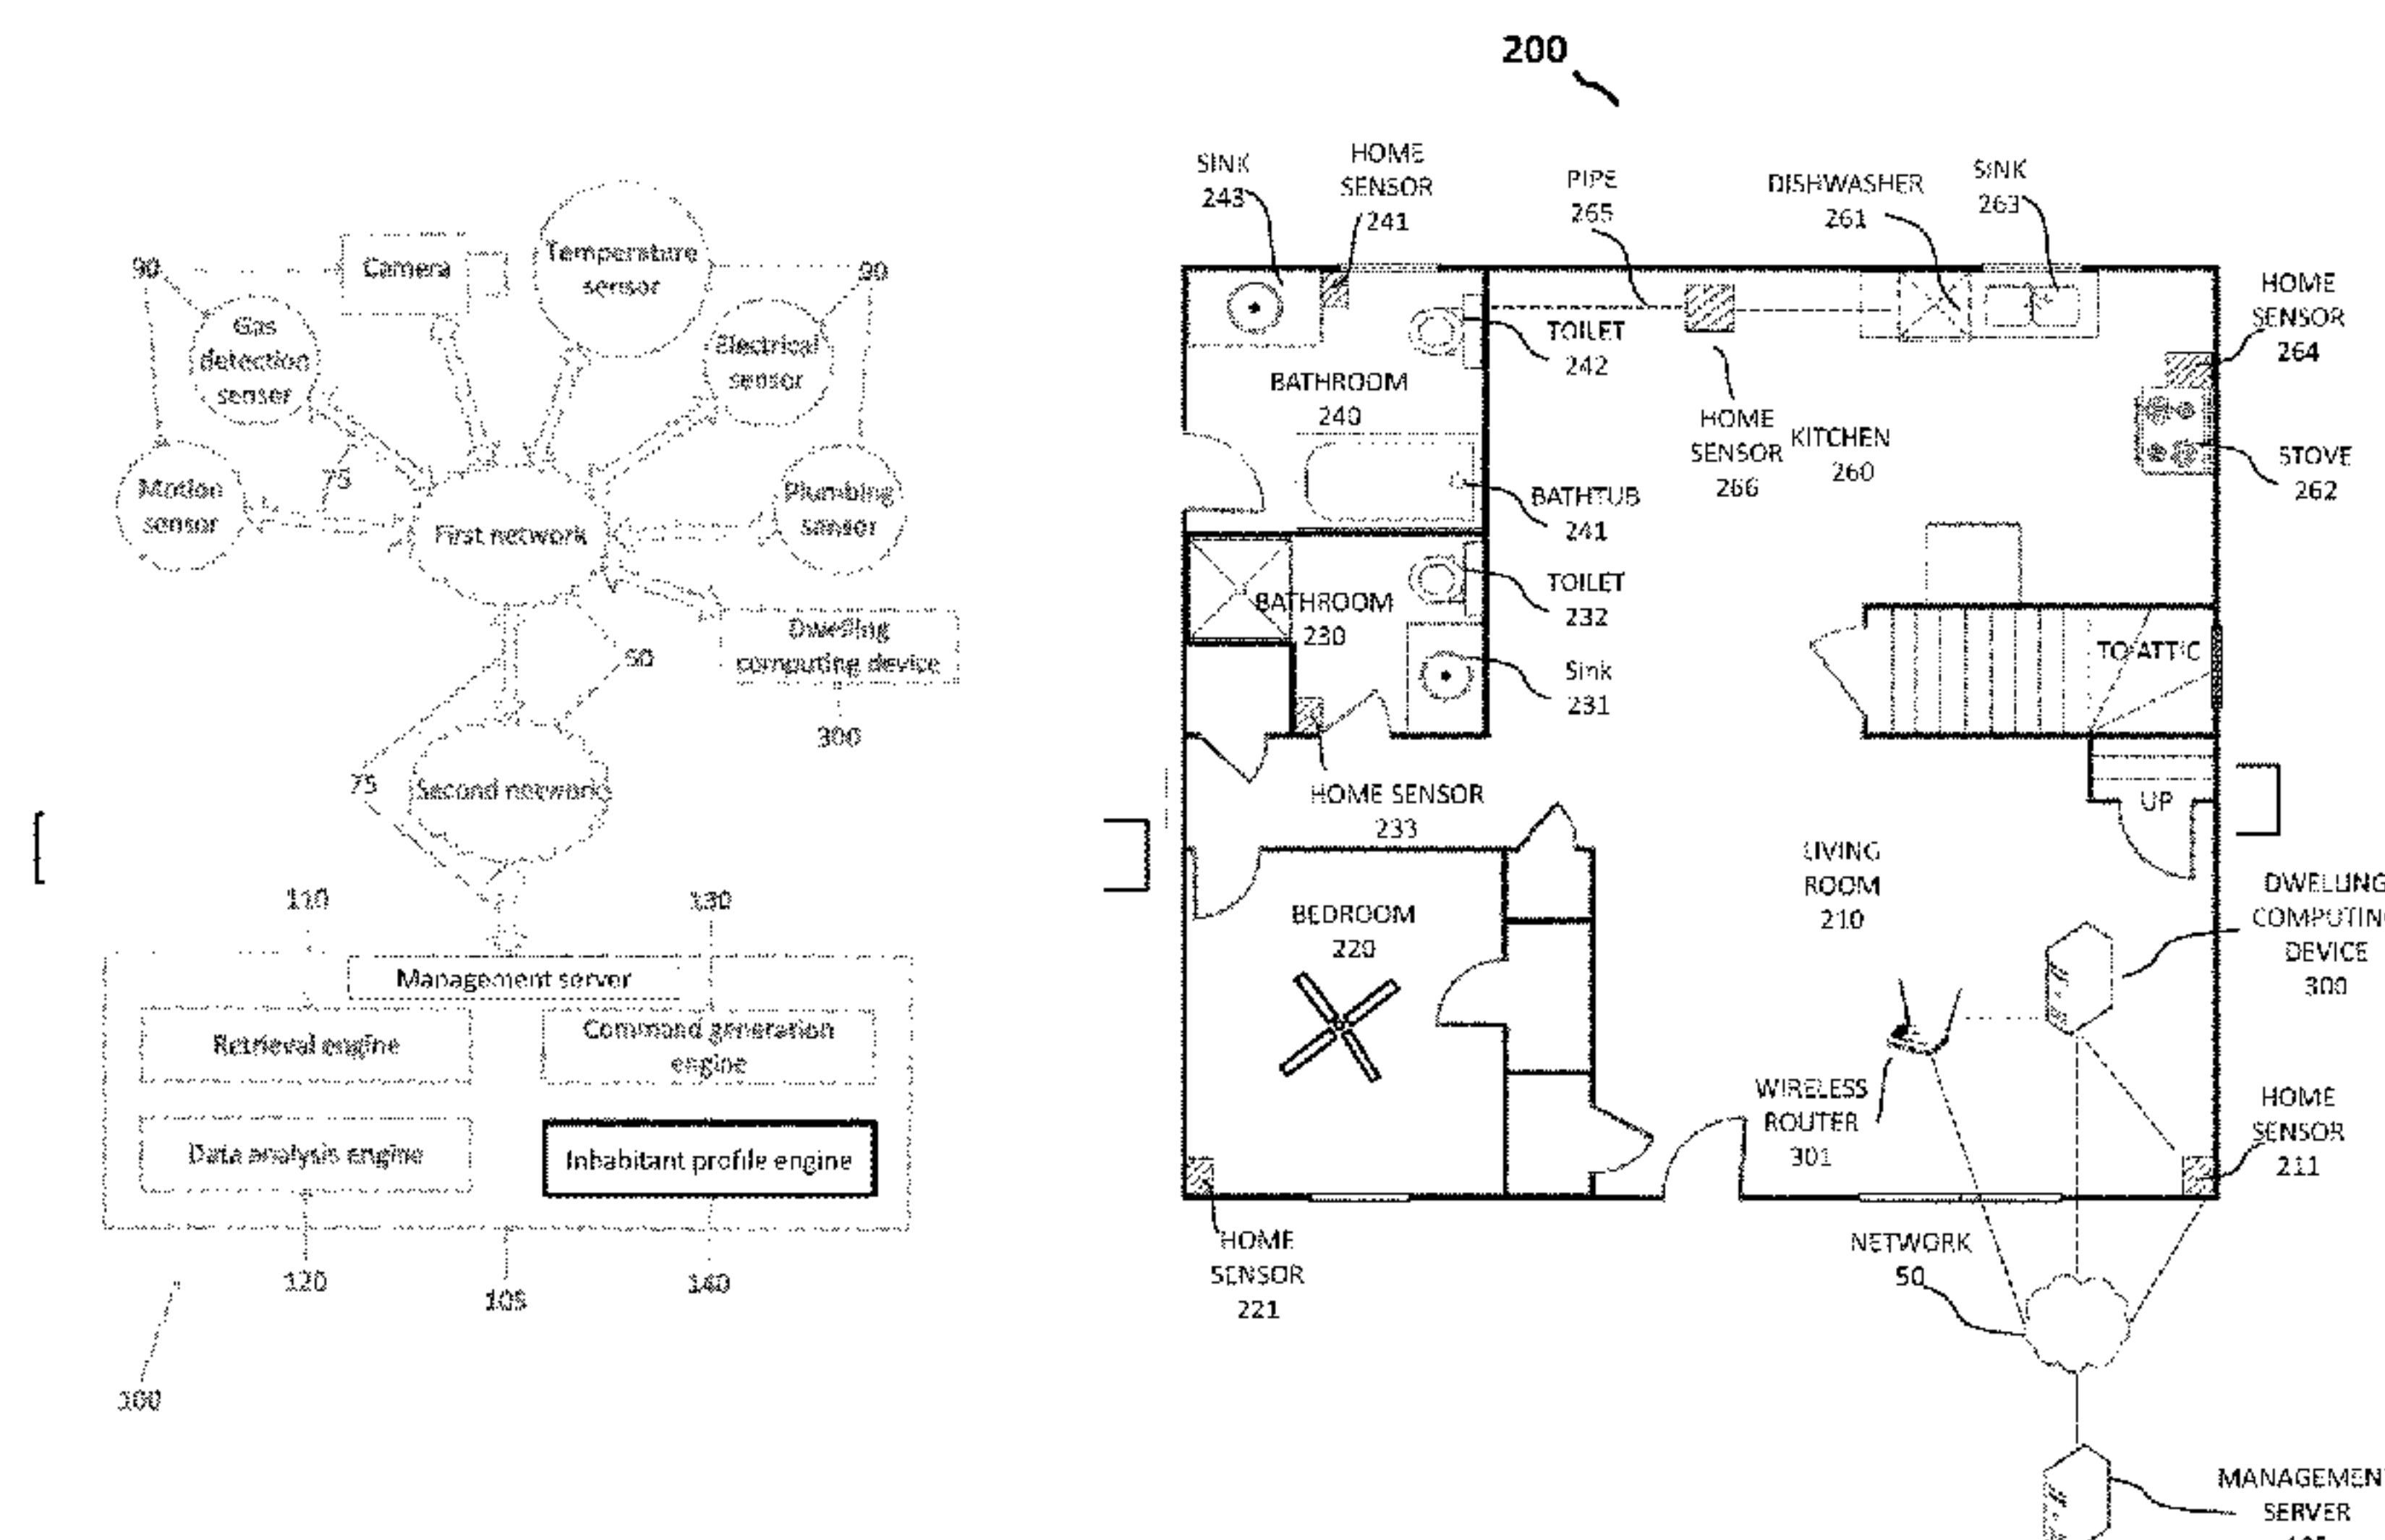 90
Camera
Temperature
sensor
90
Gas
detection
sensor
Electrical
sensor
Motion
sensor
75
First network
Plumbing
sensor
Dwelling
computing device
50
300
75
Second network
[
110
130
Management server
Retrieval engine
Command generation
engine
Data analysis engine
Inhabitant profile engine
120
105
140
100
200
SINK
243
HOME
SENSOR
241
PIPE
265
DISHWASHER
261
SINK
263
HOME
SENSOR
264
TOILET
242
BATHROOM
240
HOME
SENSOR
266
KITCHEN
260
STOVE
262
BATHTUB
241
TOILET
232
BATHROOM
230
TO ATTIC
Sink
231
HOME SENSOR
233
UP
]
]
LIVING
ROOM
210
DWELLING
COMPUTING
DEVICE
300
BEDROOM
220
WIRELESS
ROUTER
301
HOME
SENSOR
211
HOME
SENSOR
221
NETWORK
50
MANAGEMENT
SERVER